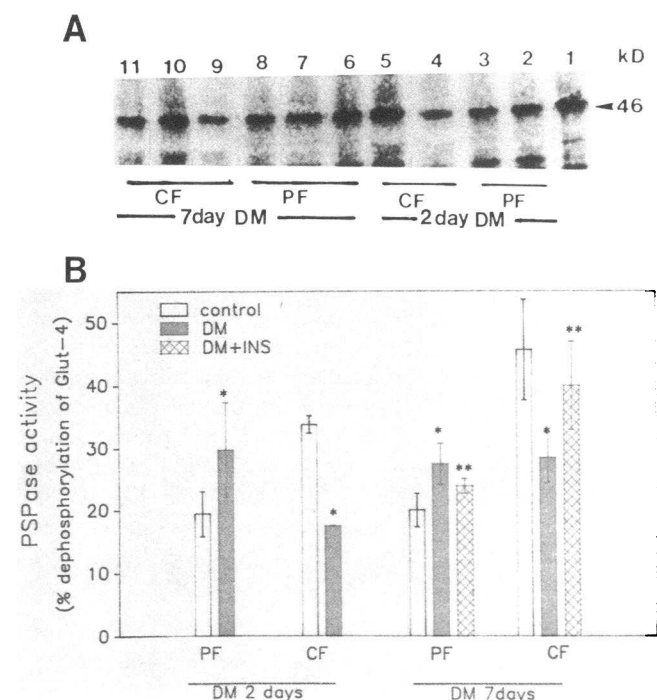 A
11 10 9 8 7 6 5 4 3 2 1 kD
46
CF PF CF PF
7day DM 2day DM
B
control
DM
DM+INS
PSPase activity
(% dephosphorylation of Glut-4)
50
40
30
20
10
0
* * * ** * **
PF CF PF CF
DM 2 days DM 7days